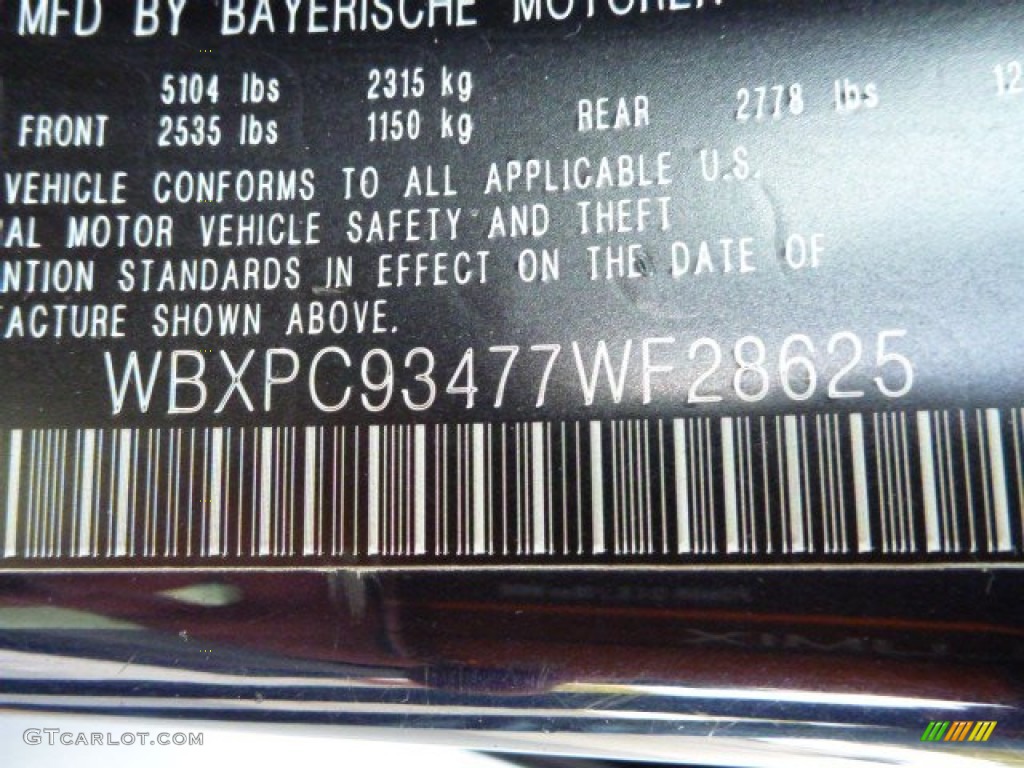 MFD BY BAYERISCHE MOTOREN
5104 lbs 2315 kg
FRONT 2535 lbs 1150 kg REAR 2778 lbs 12
VEHICLE CONFORMS TO ALL APPLICABLE U.S.
AL MOTOR VEHICLE SAFETY AND THEFT
NTION STANDARDS IN EFFECT ON THE DATE OF
ACTURE SHOWN ABOVE.
WBXPC93477WF28625
GTCARLOT.COM